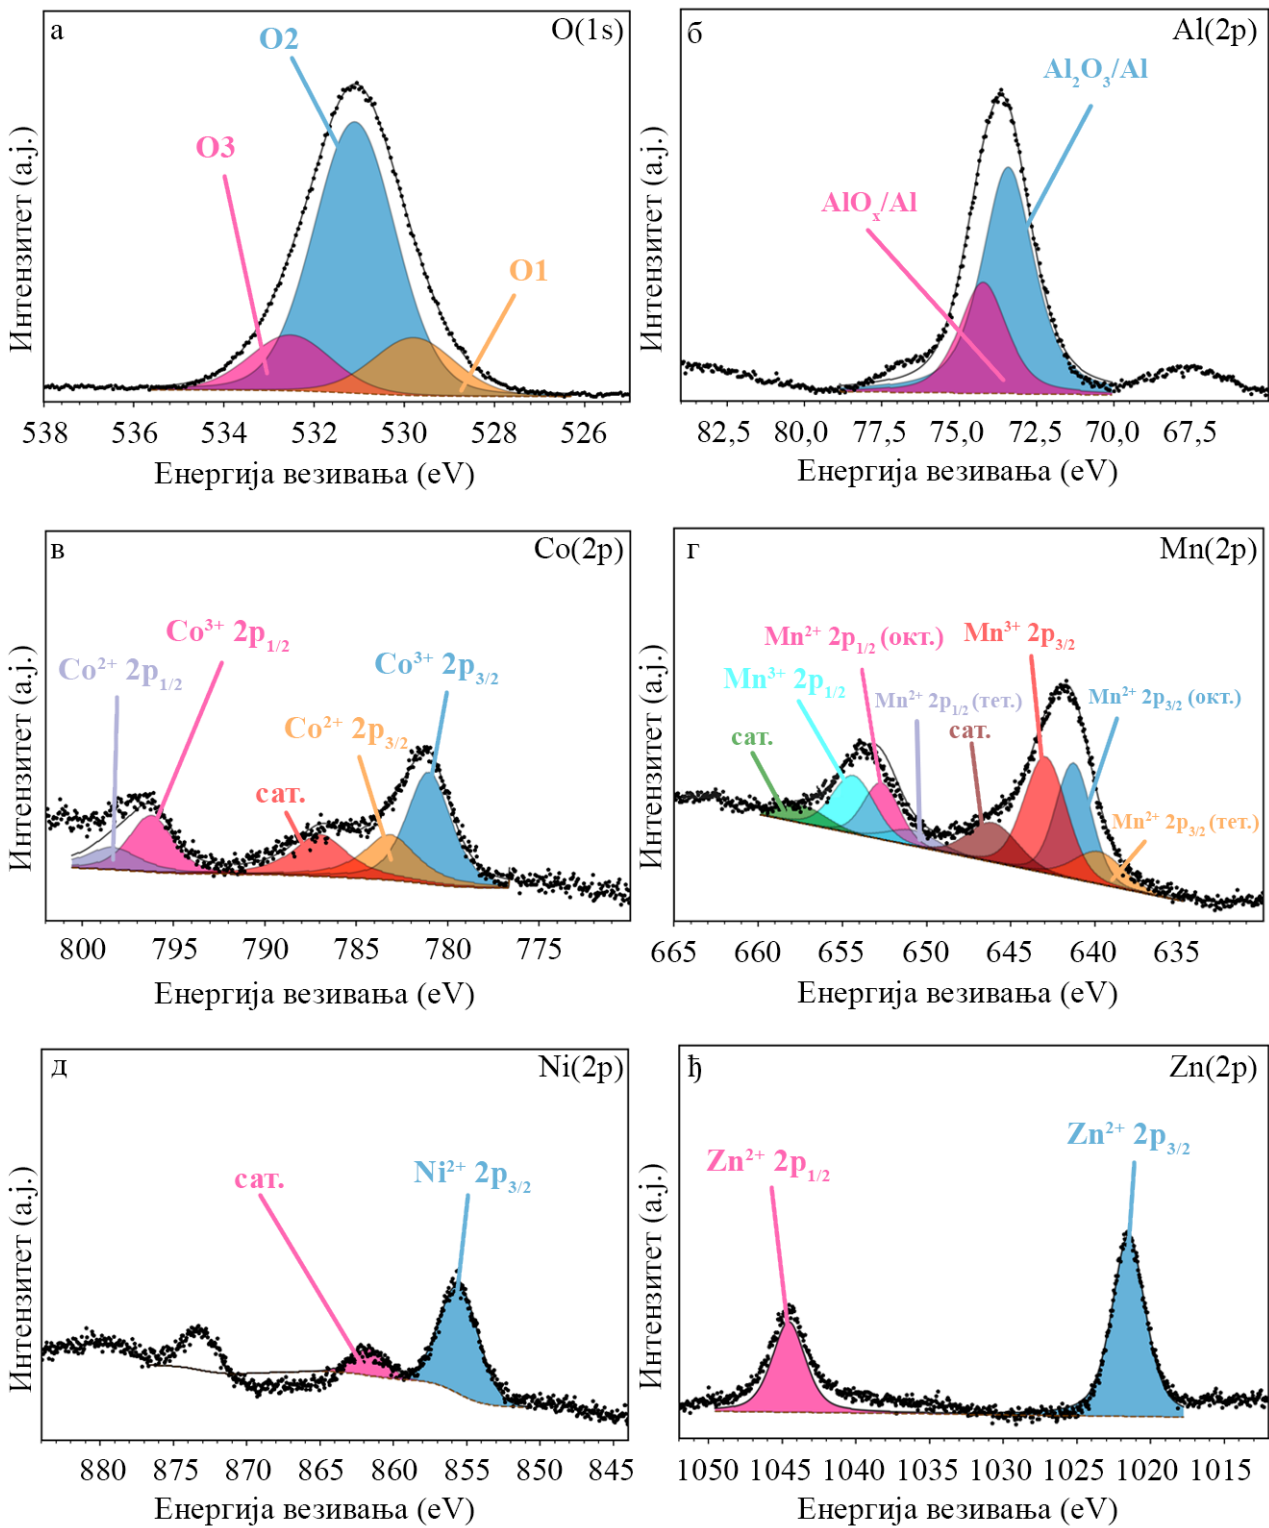 а
O(1s)
O2
O3
O1
Интензитет (a.j.)
538 536 534 532 530 528 526
Енергија везивања (eV)
б
Al(2p)
Al₂O₃/Al
AlOₓ/Al
Интензитет (a.j.)
82,5 80,0 77,5 75,0 72,5 70,0 67,5
Енергија везивања (eV)
в
Co(2p)
Co³⁺ 2p₁/₂
Co²⁺ 2p₁/₂
Co³⁺ 2p₃/₂
Co²⁺ 2p₃/₂
сат.
Интензитет (a.j.)
800 795 790 785 780 775
Енергија везивања (eV)
г
Mn(2p)
Mn²⁺ 2p₁/₂ (окт.)
Mn³⁺ 2p₃/₂
Mn³⁺ 2p₁/₂
Mn²⁺ 2p₁/₂ (тет.)
Mn²⁺ 2p₃/₂ (окт.)
сат.
сат.
Mn²⁺ 2p₃/₂ (тет.)
Интензитет (a.j.)
665 660 655 650 645 640 635
Енергија везивања (eV)
д
Ni(2p)
сат.
Ni²⁺ 2p₃/₂
Интензитет (a.j.)
880 875 870 865 860 855 850 845
Енергија везивања (eV)
ђ
Zn(2p)
Zn²⁺ 2p₃/₂
Zn²⁺ 2p₁/₂
Интензитет (a.j.)
1050 1045 1040 1035 1030 1025 1020 1015
Енергија везивања (eV)